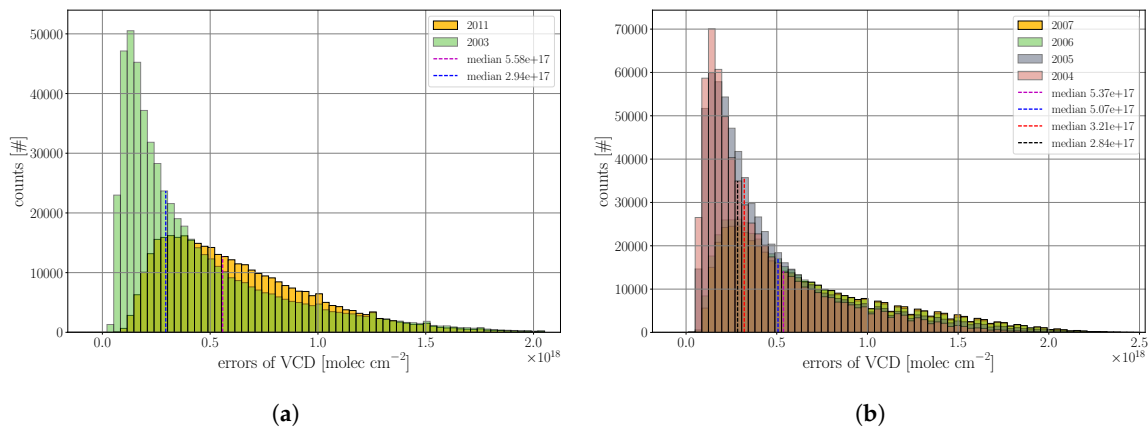 50000
40000
30000
20000
10000
0
counts [#]
0.0
0.5
1.0
1.5
2.0
×10¹⁸
errors of VCD [molec cm⁻²]
2011
2003
median 5.58e+17
median 2.94e+17
(a)
70000
60000
50000
40000
30000
20000
10000
0
counts [#]
0.0
0.5
1.0
1.5
2.0
2.5
×10¹⁸
errors of VCD [molec cm⁻²]
2007
2006
2005
2004
median 5.37e+17
median 5.07e+17
median 3.21e+17
median 2.84e+17
(b)